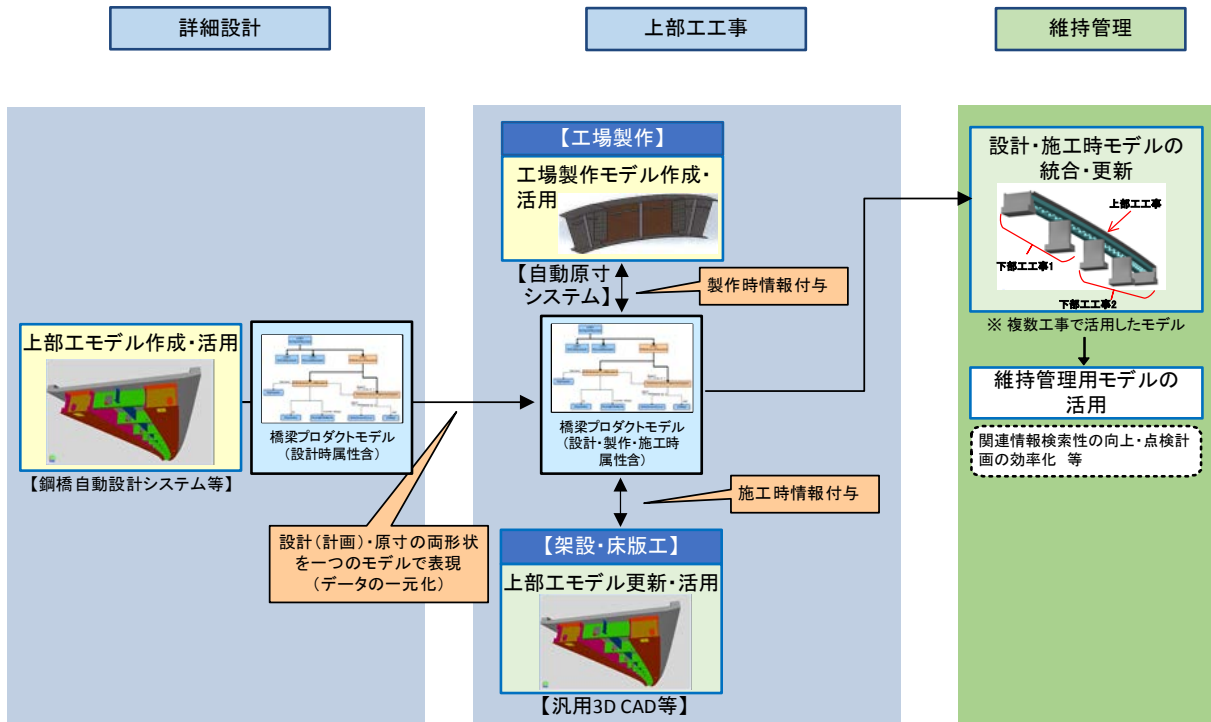 詳細設計
上部工工事
維持管理
上部工モデル作成・活用
【鋼橋自動設計システム等】
橋梁プロダクトモデル
(設計時属性含)
設計(計画)・原寸の両形状
を一つのモデルで表現
(データの一元化)
【工場製作】
工場製作モデル作成・
活用
【自動原寸
システム】
製作時情報付与
橋梁プロダクトモデル
(設計・製作・施工時
属性含)
施工時情報付与
【架設・床版工】
上部エモデル更新・活用
【汎用3D CAD等】
設計・施工時モデルの
統合・更新
上部工工事
下部工工事1
下部工工事2
※ 複数工事で活用したモデル
維持管理用モデルの
活用
関連情報検索性の向上・点検計
画の効率化 等